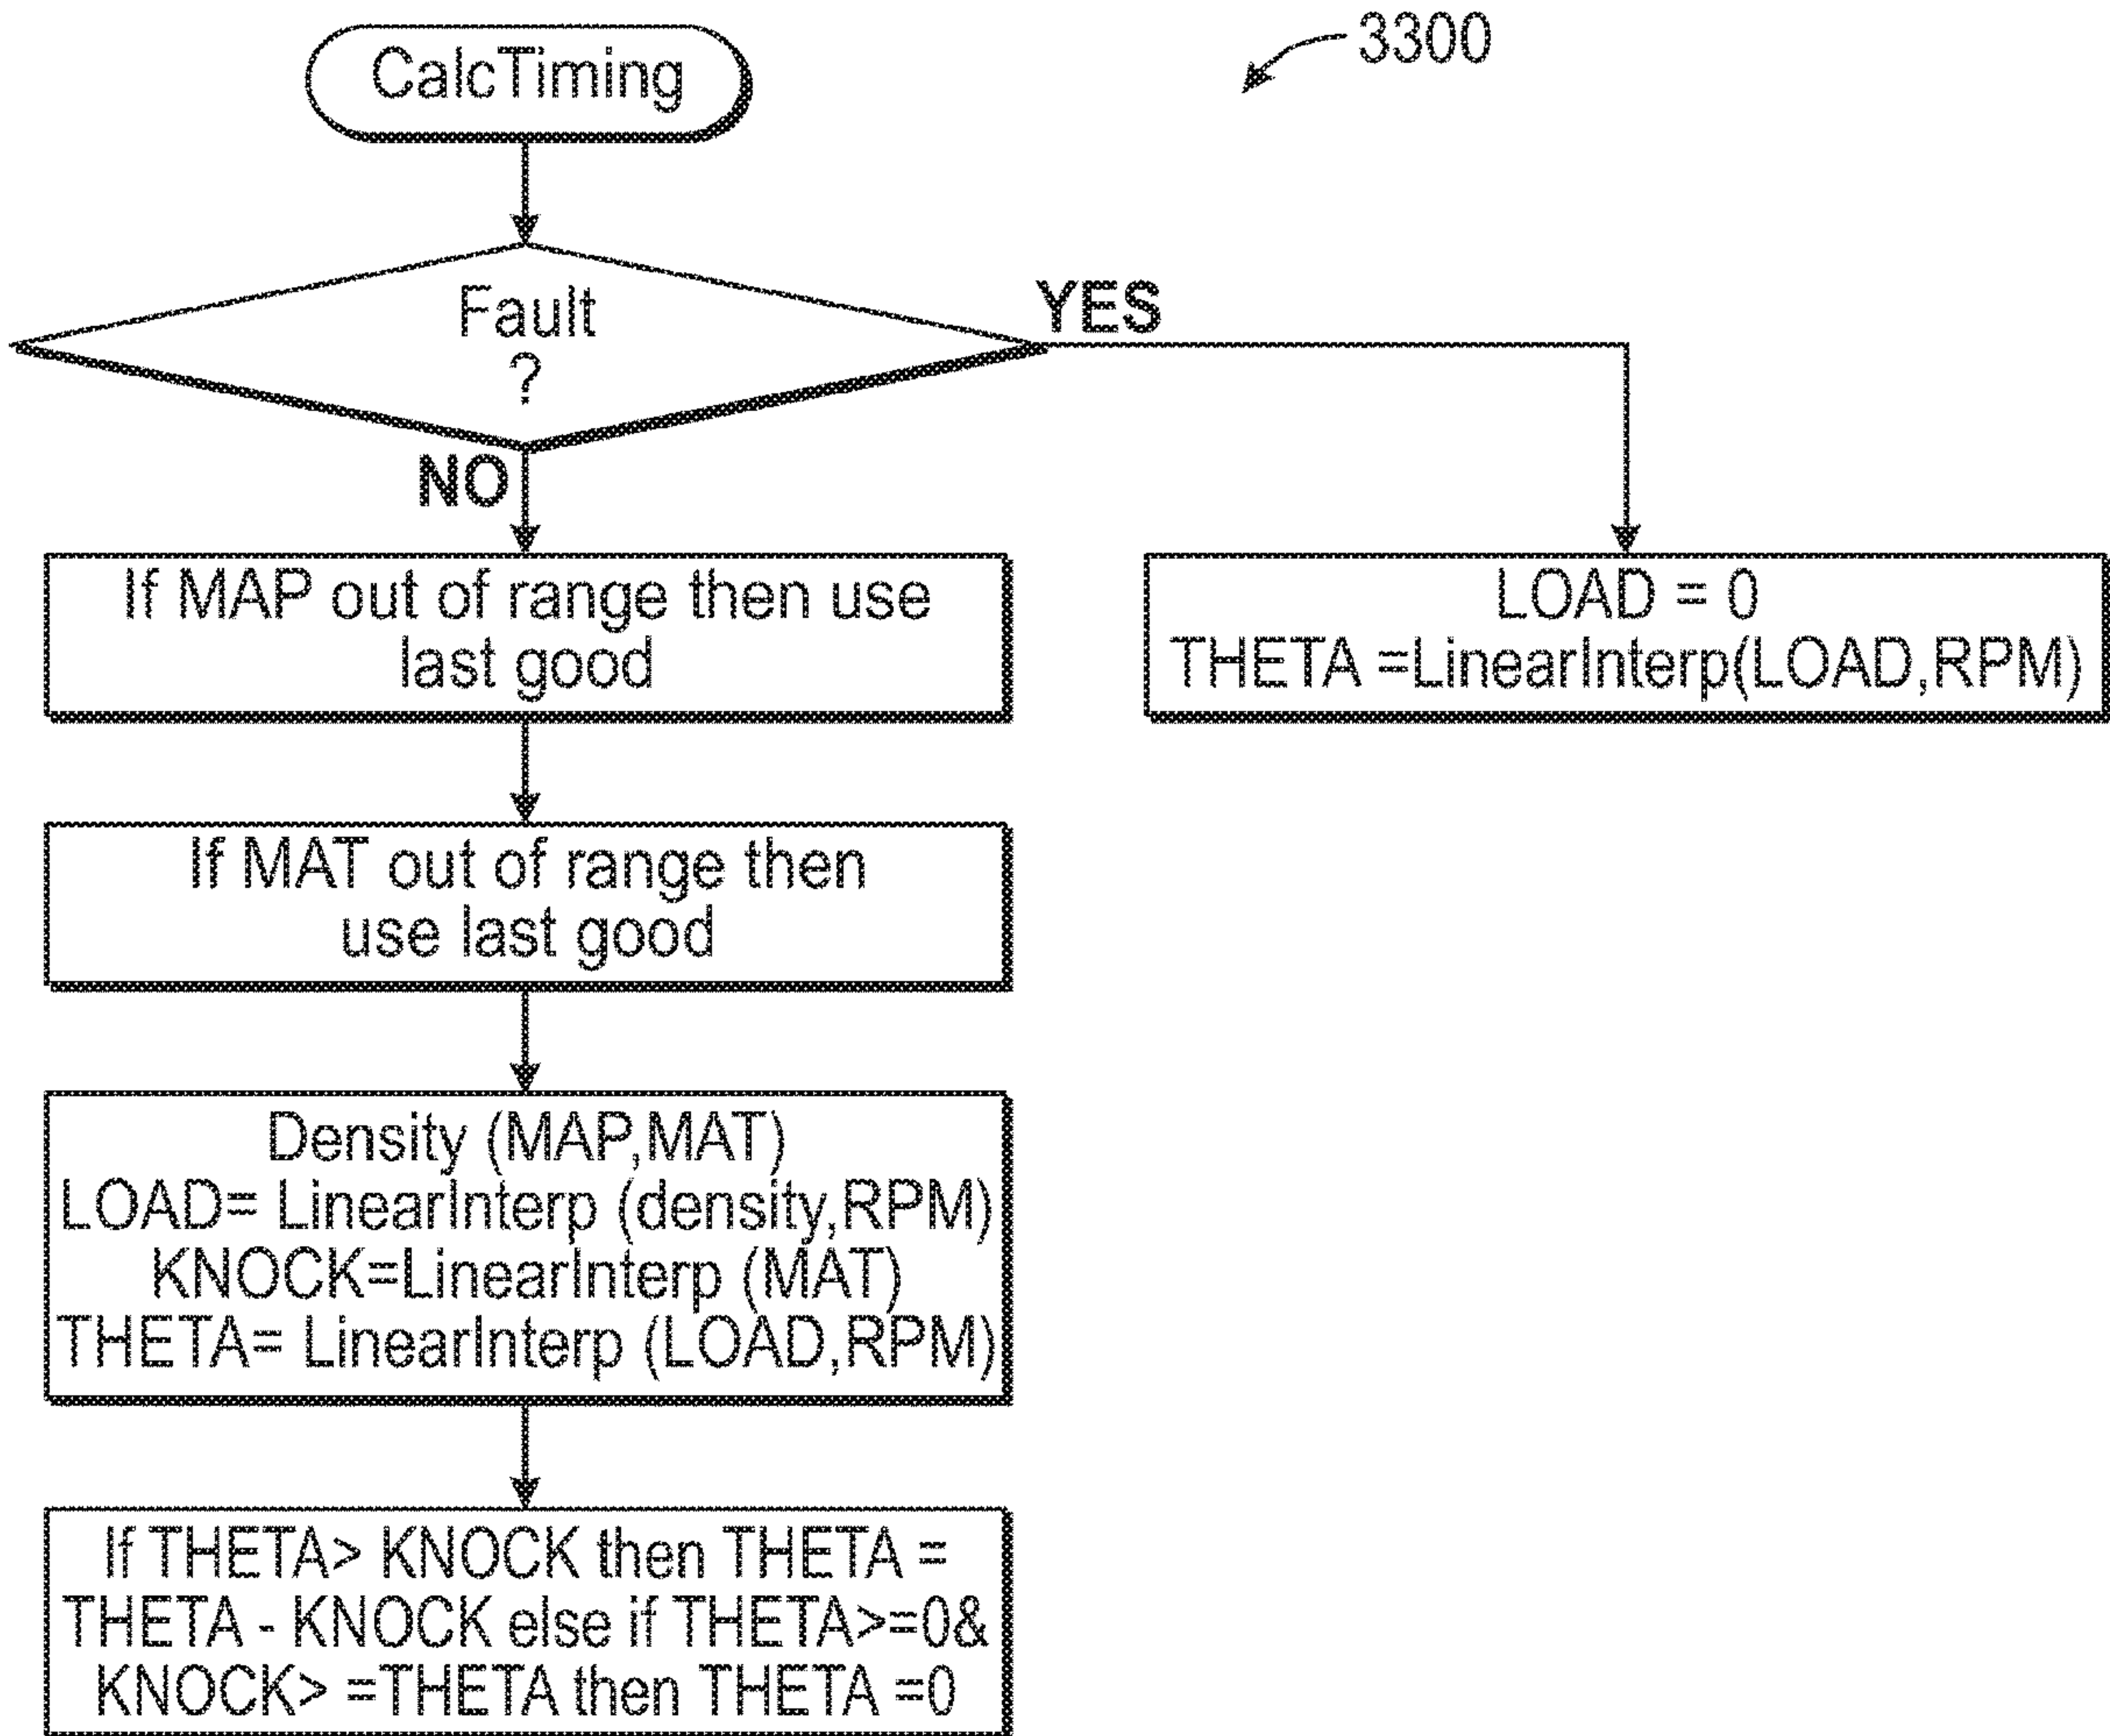 CalcTiming
3300
Fault
?
YES
NO
If MAP out of range then use
last good
LOAD = 0
THETA =LinearInterp(LOAD,RPM)
If MAT out of range then
use last good
Density (MAP,MAT)
LOAD= LinearInterp (density,RPM)
KNOCK=LinearInterp (MAT)
THETA= LinearInterp (LOAD,RPM)
If THETA> KNOCK then THETA =
THETA - KNOCK else if THETA>=0&
KNOCK> =THETA then THETA =0